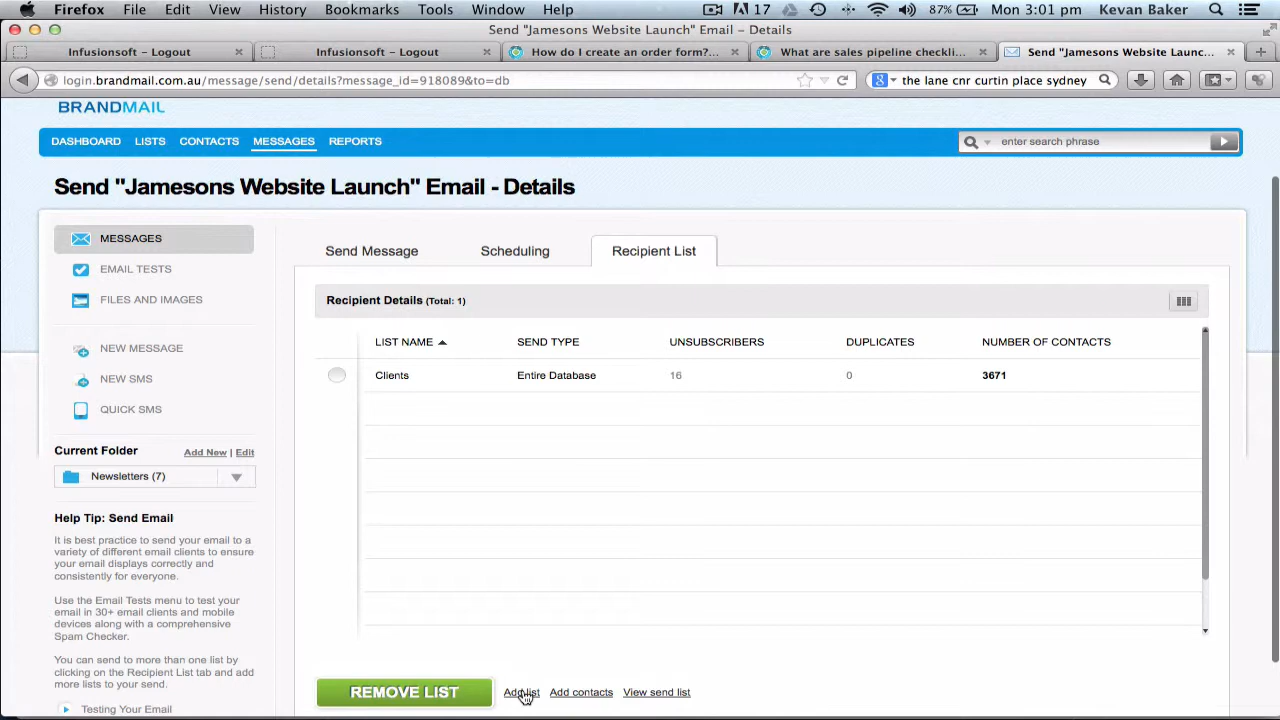 Firefox File Edit View History Bookmarks Tools Window Help 17 87% Mon 3:01 pm Kevan Baker
Send "Jamesons Website Launch" Email - Details
Infusionsoft - Logout × Infusionsoft - Logout × How do I create an order form?... × What are sales pipeline checkli... × Send "Jamesons Website Launc... ×
login.brandmail.com.au/message/send/details?message_id=918089&to=db
the lane cnr curtin place sydney
BRANDMAIL
DASHBOARD LISTS CONTACTS MESSAGES REPORTS
enter search phrase
Send "Jamesons Website Launch" Email - Details
MESSAGES
EMAIL TESTS
FILES AND IMAGES
NEW MESSAGE
NEW SMS
QUICK SMS
Current Folder Add New | Edit
Newsletters (7)
Help Tip: Send Email
It is best practice to send your email to a
variety of different email clients to ensure
your email displays correctly and
consistently for everyone.
Use the Email Tests menu to test your
email in 30+ email clients and mobile
devices along with a comprehensive
Spam Checker.
You can send to more than one list by
clicking on the Recipient List tab and add
more lists to your send.
Testing Your Email
Send Message Scheduling Recipient List
Recipient Details (Total: 1)
LIST NAME SEND TYPE UNSUBSCRIBERS DUPLICATES NUMBER OF CONTACTS
Clients Entire Database 16 0 3671
REMOVE LIST Add list Add contacts View send list